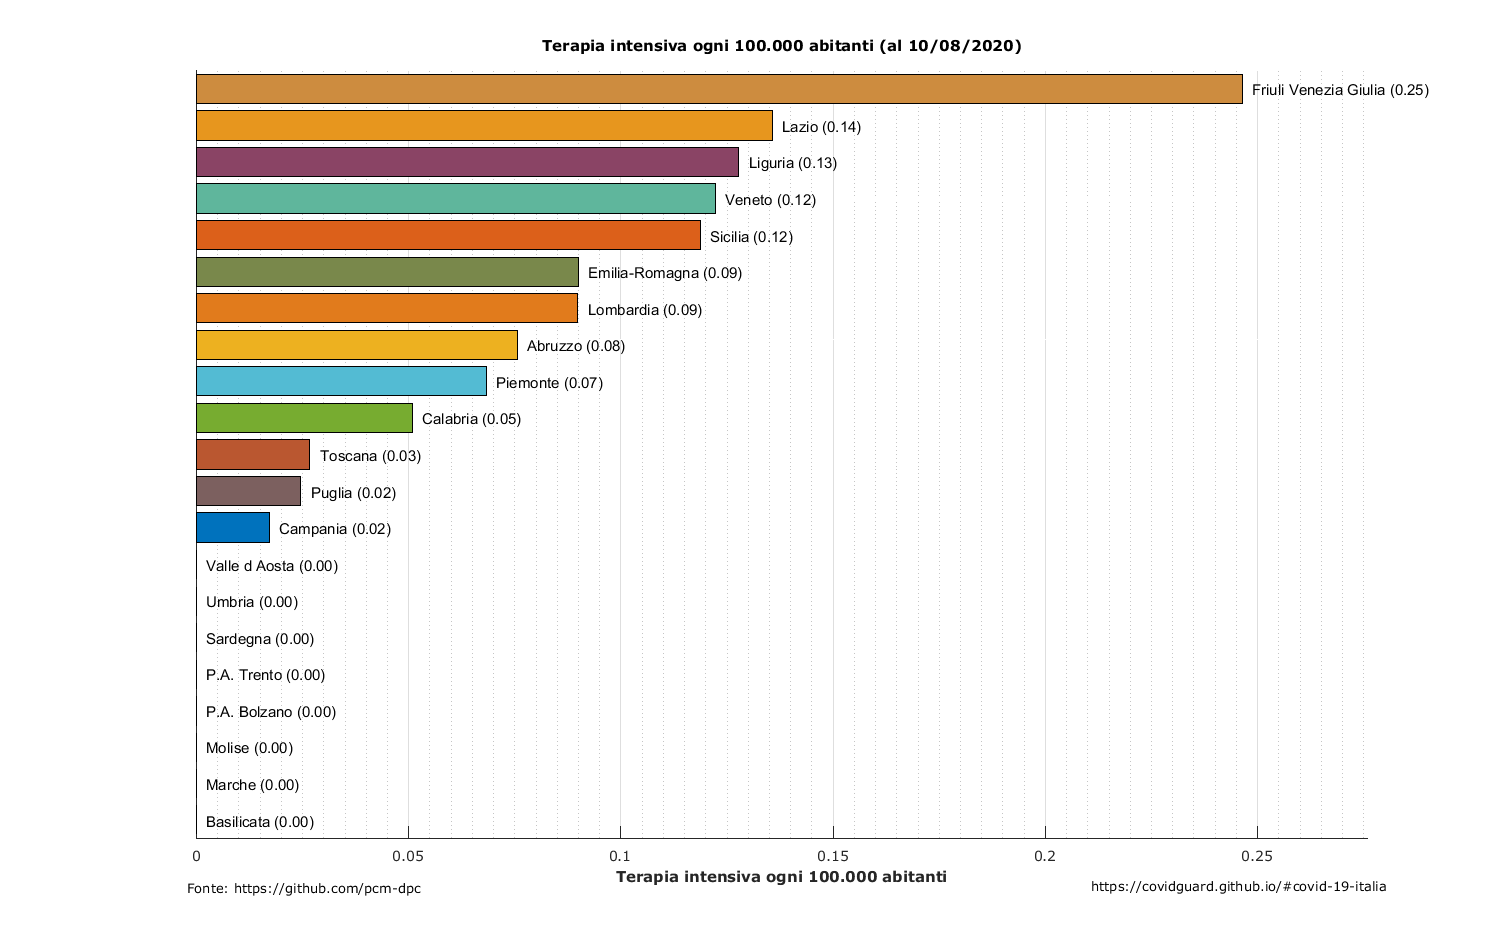 Terapia intensiva ogni 100.000 abitanti (al 10/08/2020)
Friuli Venezia Giulia (0.25)
Lazio (0.14)
Liguria (0.13)
Veneto (0.12)
Sicilia (0.12)
Emilia-Romagna (0.09)
Lombardia (0.09)
Abruzzo (0.08)
Piemonte (0.07)
Calabria (0.05)
Toscana (0.03)
Puglia (0.02)
Campania (0.02)
Valle d Aosta (0.00)
Umbria (0.00)
Sardegna (0.00)
P.A. Trento (0.00)
P.A. Bolzano (0.00)
Molise (0.00)
Marche (0.00)
Basilicata (0.00)
0 0.05 0.1 0.15 0.2 0.25
Terapia intensiva ogni 100.000 abitanti
Fonte: https://github.com/pcm-dpc
https://covidguard.github.io/#covid-19-italia